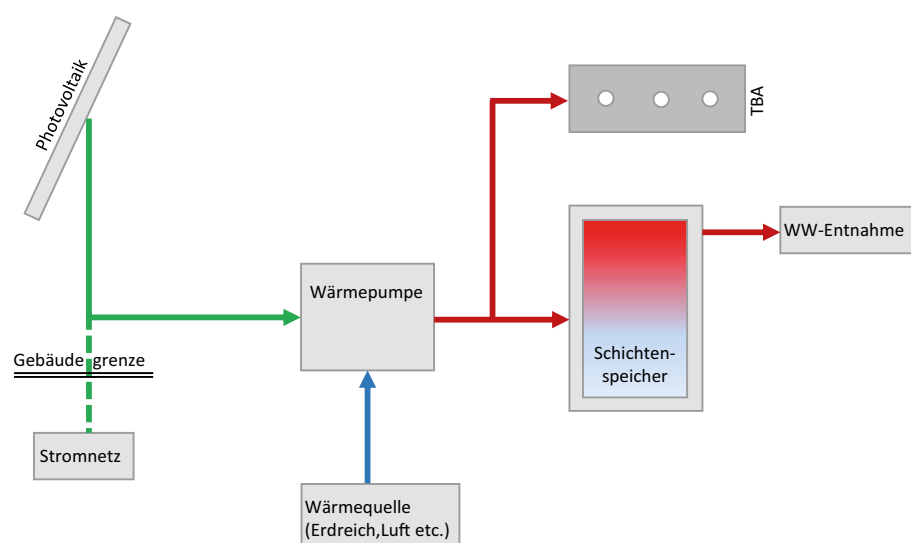 Photovoltaik
TBA
WW-Entnahme
Wärmepumpe
Schichten-
speicher
Gebäude grenze
Stromnetz
Wärmequelle
(Erdreich,Luft etc.)